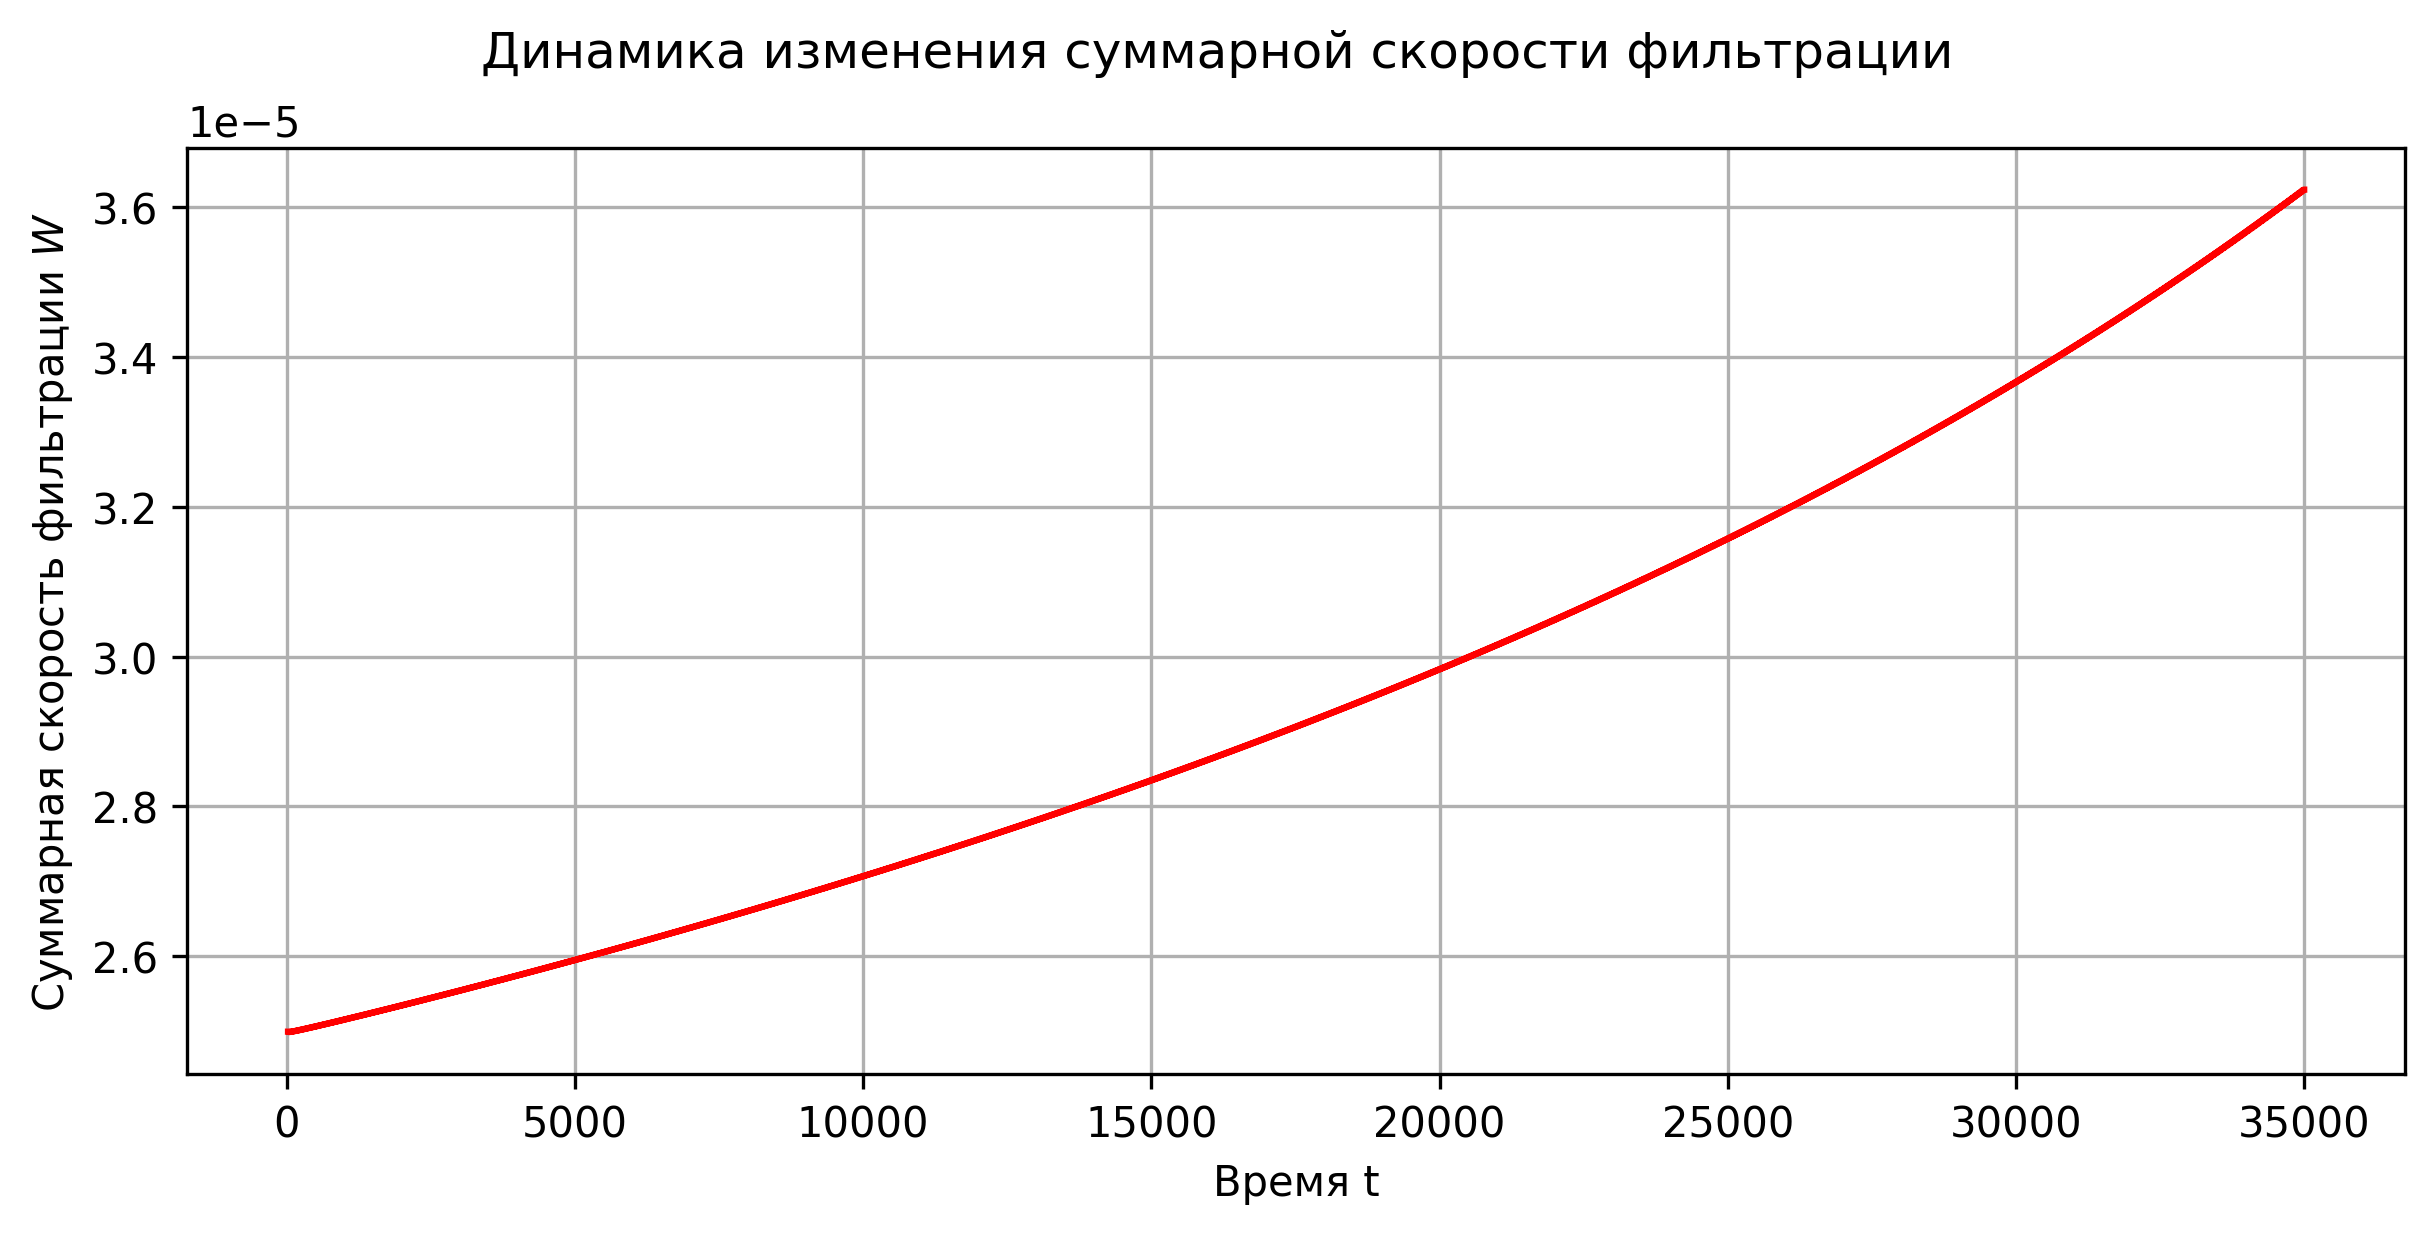 Динамика изменения суммарной скорости фильтрации
1e−5
Суммарная скорость фильтрации W
3.6
3.4
3.2
3.0
2.8
2.6
0 5000 10000 15000 20000 25000 30000 35000
Время t